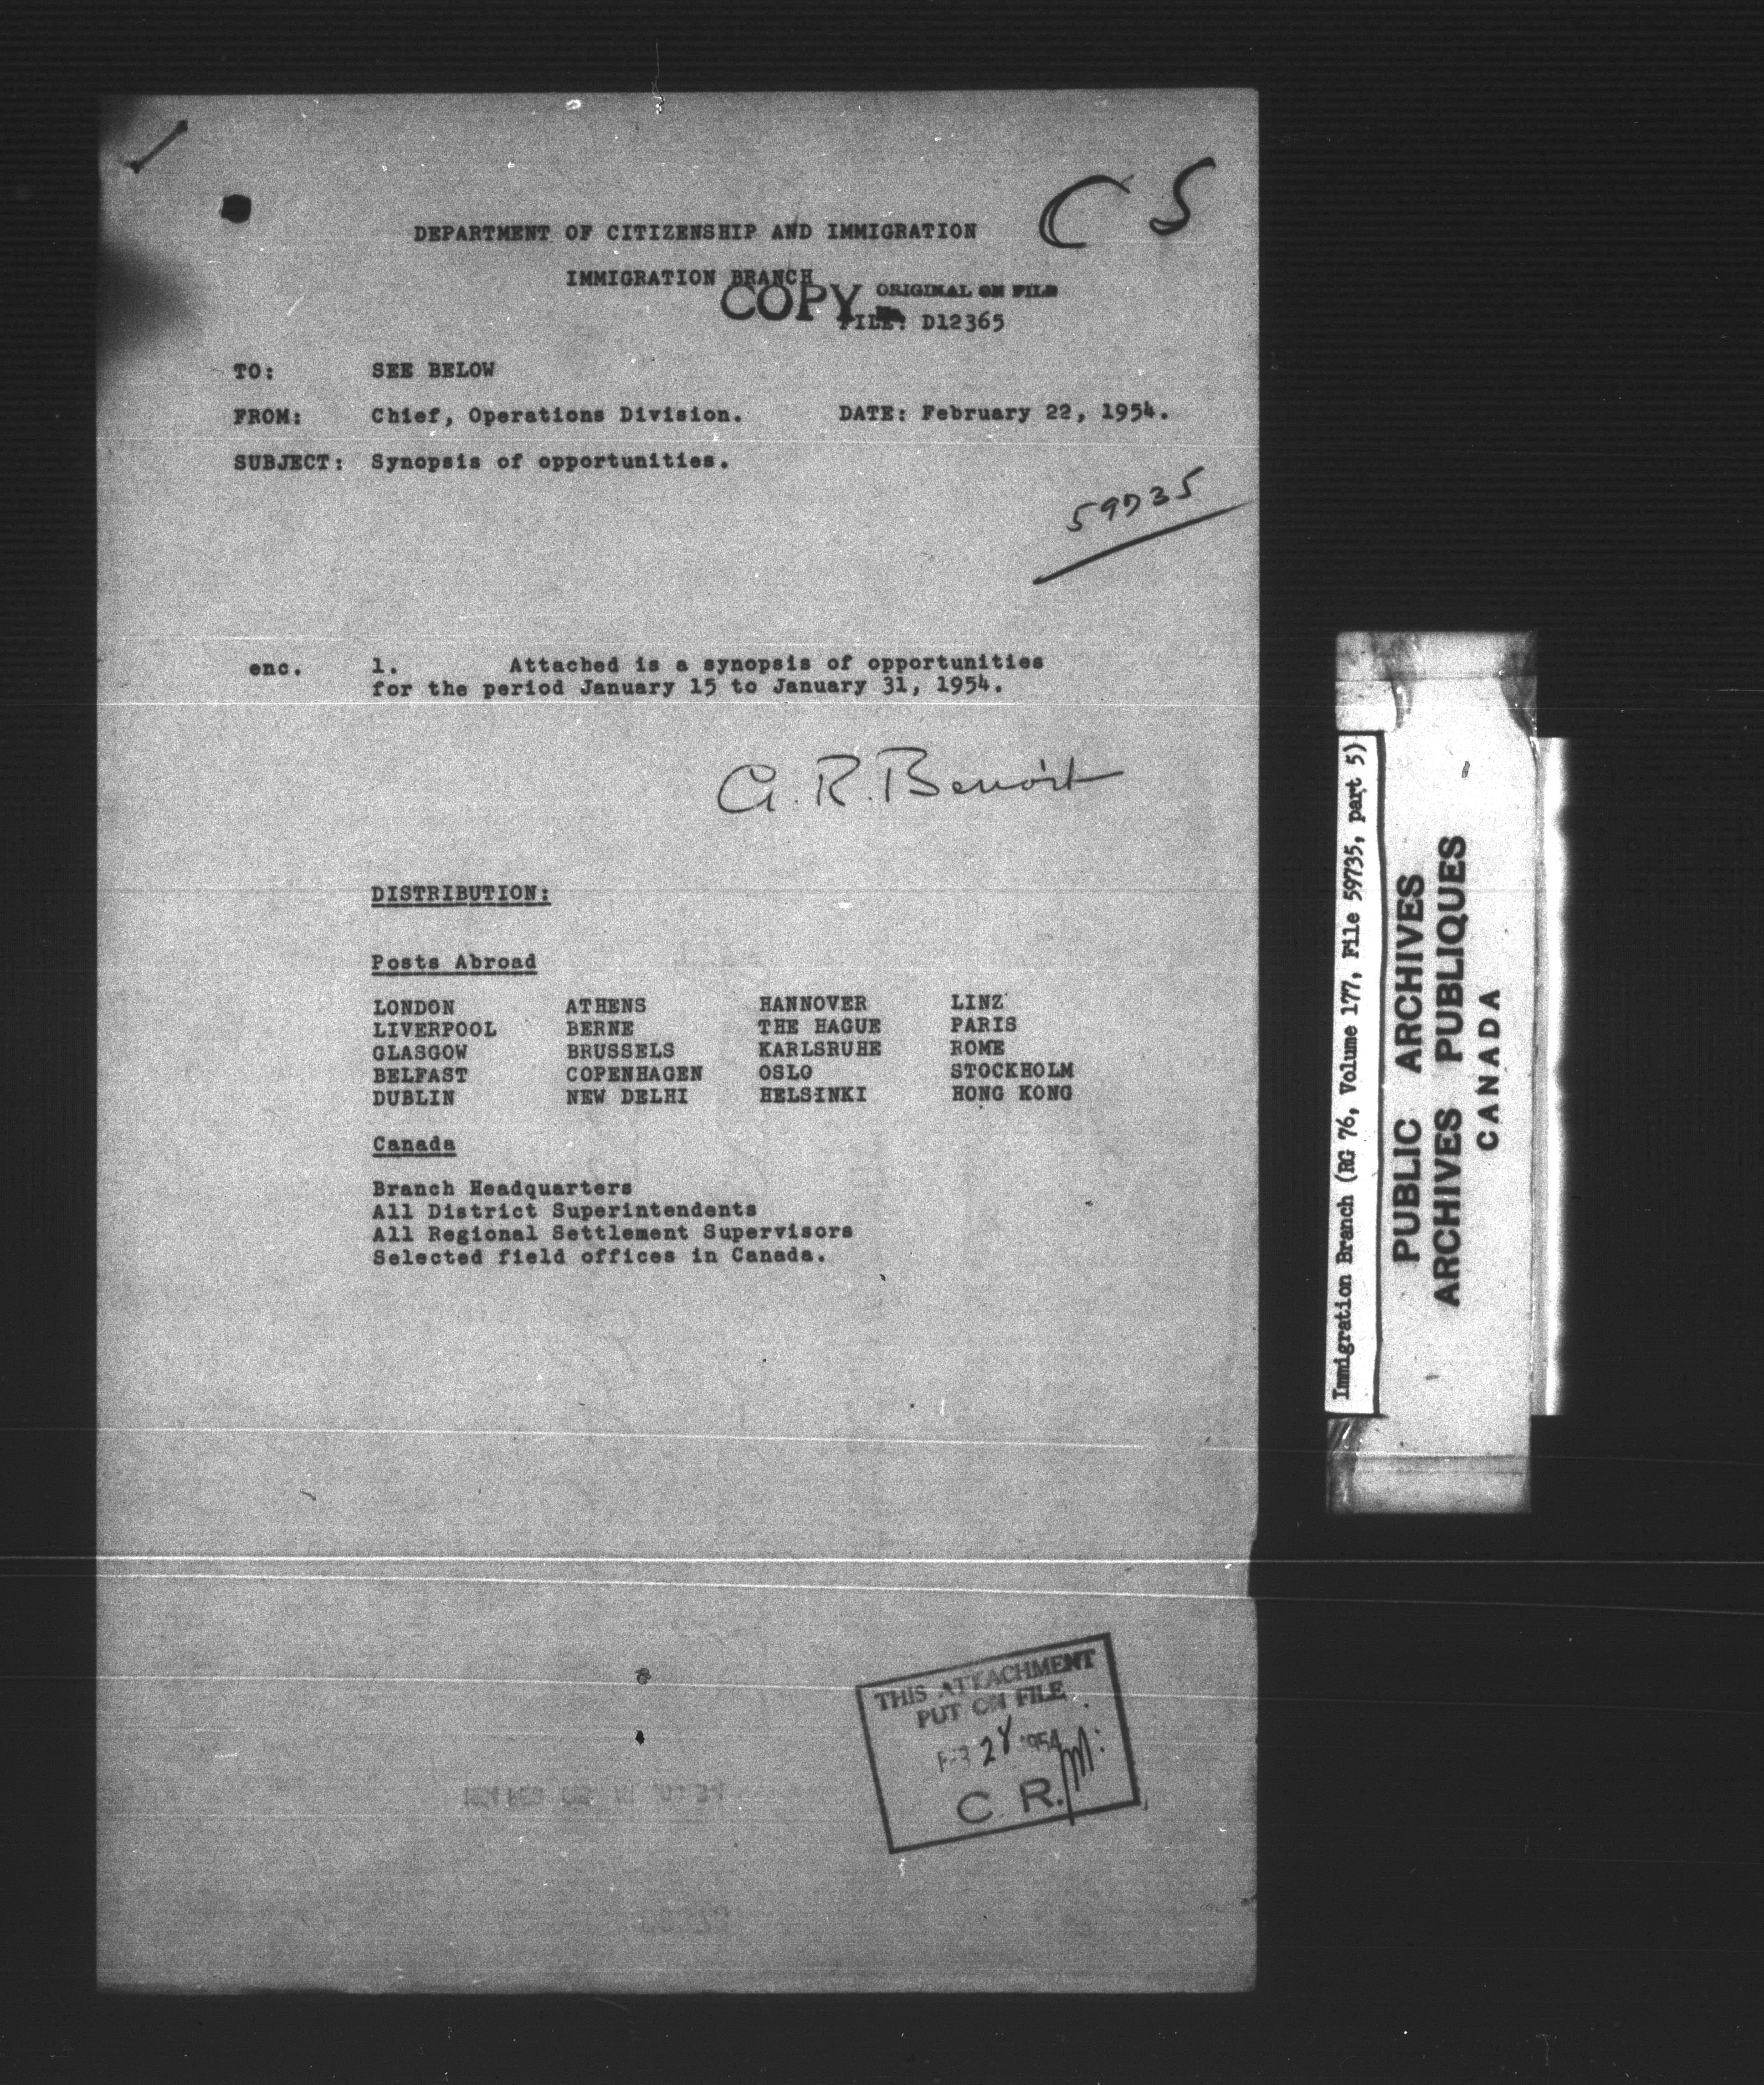 C S
DEPARTMENT OF CITIZENSHIP AND IMMIGRATION
IMMIGRATION BRANCH
COPY ORIGINAL ON FILE
FILE: D12365
TO: SEE BELOW
FROM: Chief, Operations Division. DATE: February 22, 1954.
SUBJECT: Synopsis of opportunities.
59735
enc. 1. Attached is a synopsis of opportunities
for the period January 15 to January 31, 1954.
G.R. Benoit
DISTRIBUTION:
Posts Abroad
LONDON ATHENS HANNOVER LINZ
LIVERPOOL BERNE THE HAGUE PARIS
GLASGOW BRUSSELS KARLSRUHE ROME
BELFAST COPENHAGEN OSLO STOCKHOLM
DUBLIN NEW DELHI HELSINKI HONG KONG
Canada
Branch Headquarters
All District Superintendents
All Regional Settlement Supervisors
Selected field offices in Canada.
THIS ATTACHMENT
PUT ON FILE
FEB 1954
C. R.
Immigration Branch (RG 76, Volume 177, File 59735, part 5)
PUBLIC ARCHIVES
ARCHIVES PUBLIQUES
CANADA